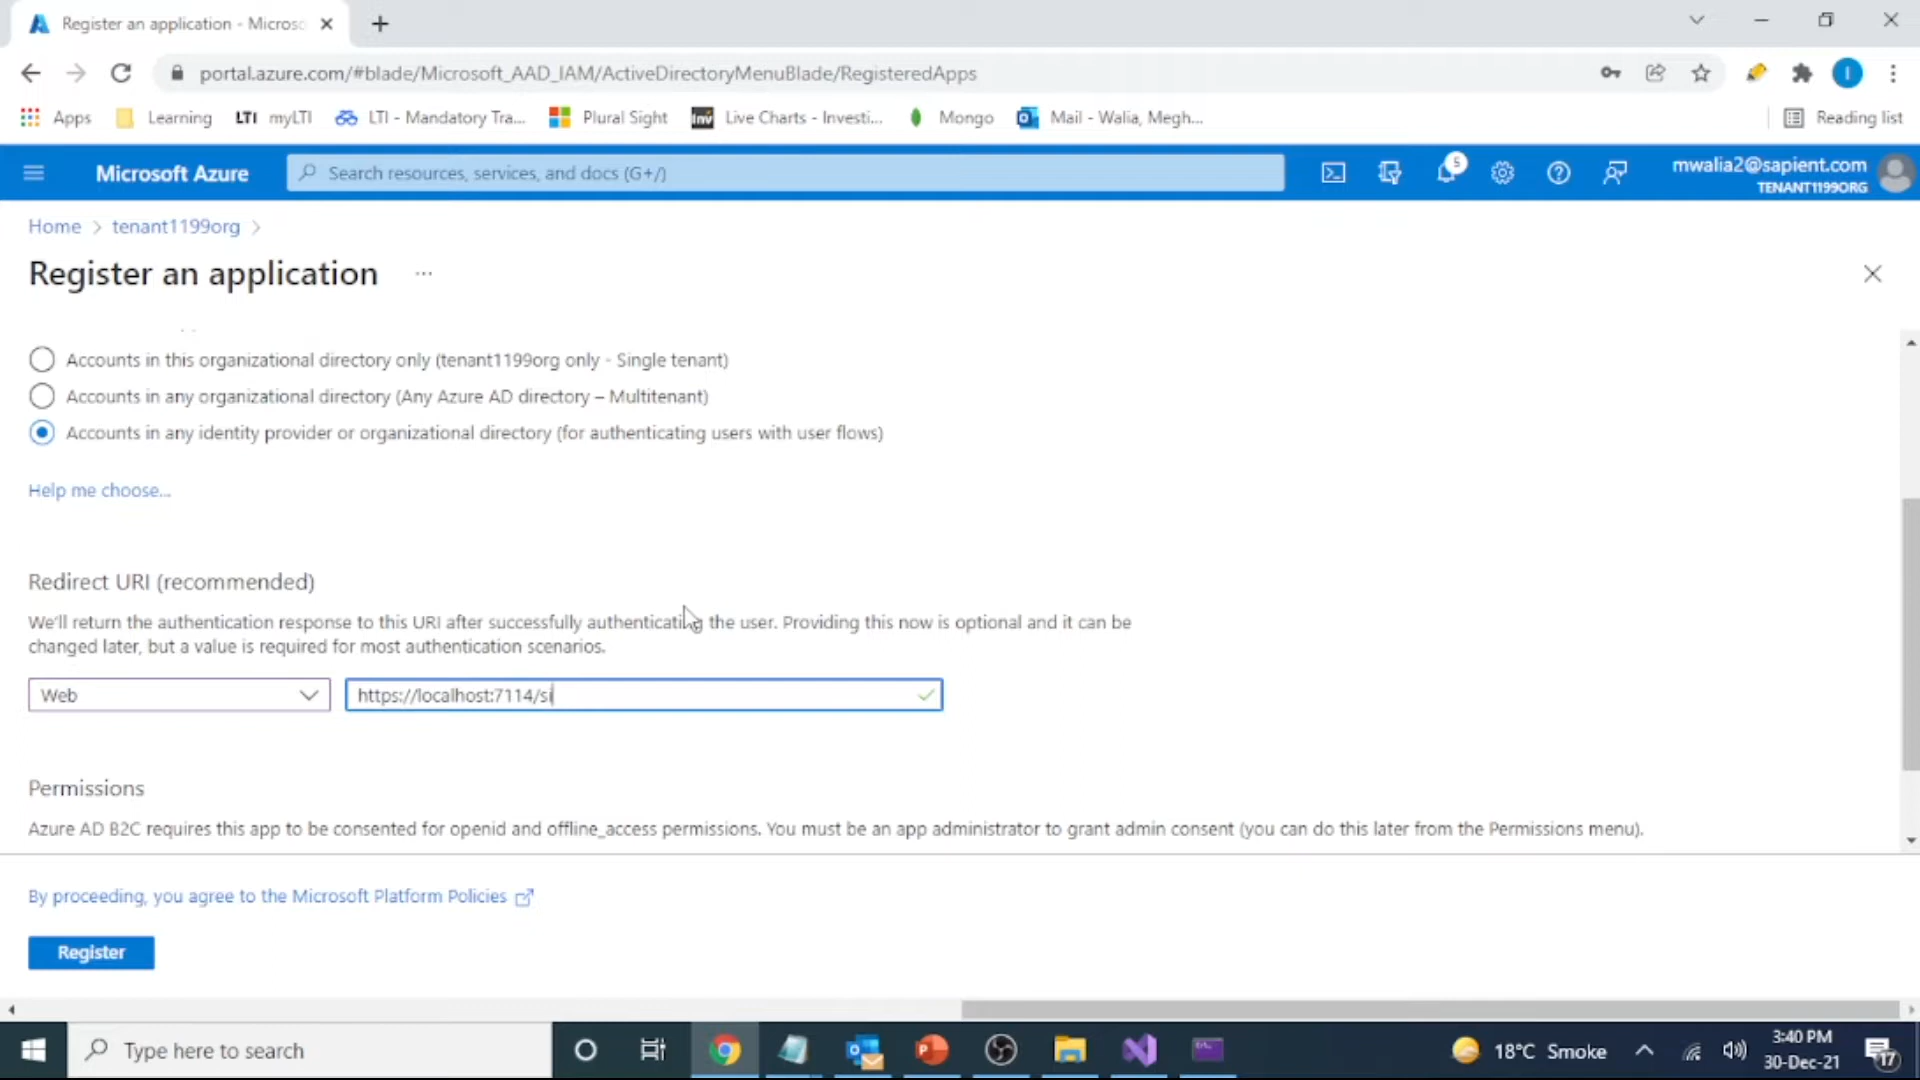 Register an application - Microso
portal.azure.com/#blade/Microsoft_AAD_IAM/ActiveDirectoryMenuBlade/RegisteredApps
I
Apps Learning LTI myLTI LTI - Mandatory Tra... Plural Sight Inv Live Charts - Investi... Mongo Mail - Walia, Megh... Reading list
Microsoft Azure Search resources, services, and docs (G+/) 5 mwalia2@sapient.com
TENANT1199ORG
Home > tenant1199org >
Register an application ...
Accounts in this organizational directory only (tenant1199org only - Single tenant)
Accounts in any organizational directory (Any Azure AD directory – Multitenant)
Accounts in any identity provider or organizational directory (for authenticating users with user flows)
Help me choose...
Redirect URI (recommended)
We'll return the authentication response to this URI after successfully authenticating the user. Providing this now is optional and it can be
changed later, but a value is required for most authentication scenarios.
Web https://localhost:7114/si
Permissions
Azure AD B2C requires this app to be consented for openid and offline_access permissions. You must be an app administrator to grant admin consent (you can do this later from the Permissions menu).
By proceeding, you agree to the Microsoft Platform Policies
Register
Type here to search 18°C Smoke 3:40 PM
30-Dec-21 17